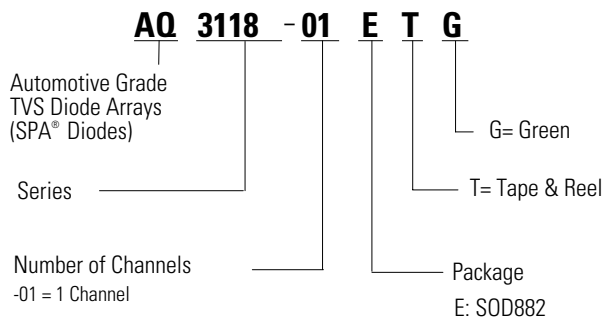 AQ 3118 -01 E T G
Automotive Grade
TVS Diode Arrays
(SPA® Diodes)
G= Green
Series
T= Tape & Reel
Number of Channels
-01 = 1 Channel
Package
E: SOD882